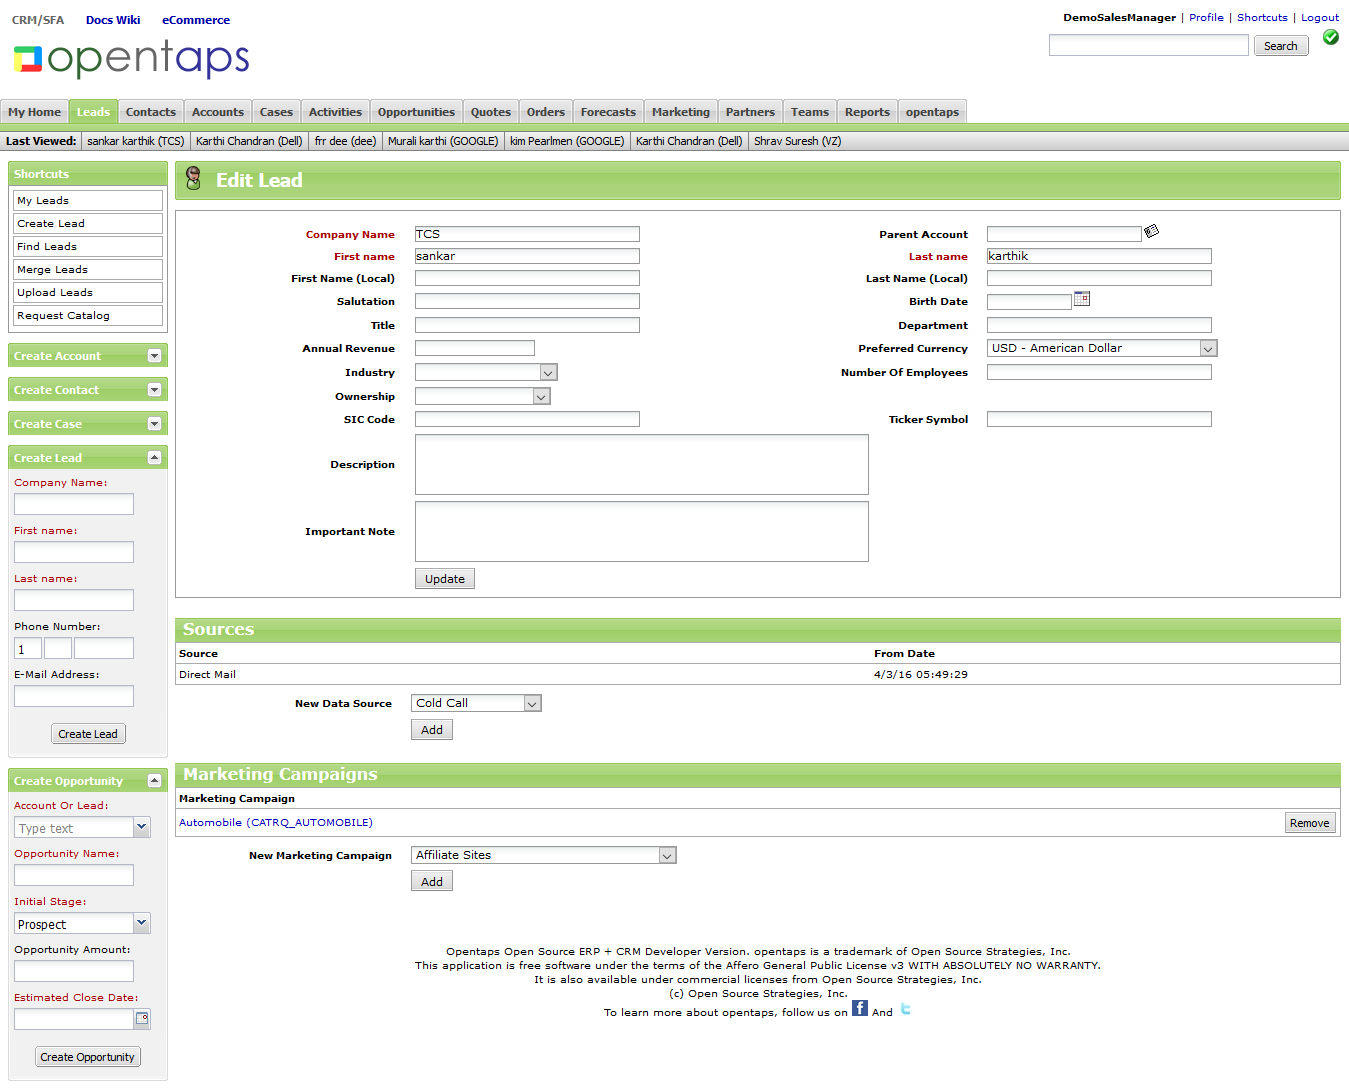 CRM/SFA Docs Wiki eCommerce
DemoSalesManager | Profile | Shortcuts | Logout
opentaps
Search
My Home Leads Contacts Accounts Cases Activities Opportunities Quotes Orders Forecasts Marketing Partners Teams Reports opentaps
Last Viewed: sankar karthik (TCS) Karthi Chandran (Dell) frr dee (dee) Murali karthi (GOOGLE) kim Pearlmen (GOOGLE) Karthi Chandran (Dell) Shrav Suresh (VZ)
Shortcuts
My Leads
Create Lead
Find Leads
Merge Leads
Upload Leads
Request Catalog
Create Account
Create Contact
Create Case
Create Lead
Company Name:
First name:
Last name:
Phone Number:
1
E-Mail Address:
Create Lead
Create Opportunity
Account Or Lead:
Type text
Opportunity Name:
Initial Stage:
Prospect
Opportunity Amount:
Estimated Close Date:
Create Opportunity
Edit Lead
Company Name TCS Parent Account
First name sankar Last name karthik
First Name (Local) Last Name (Local)
Salutation Birth Date
Title Department
Annual Revenue Preferred Currency USD - American Dollar
Industry Number Of Employees
Ownership
SIC Code Ticker Symbol
Description
Important Note
Update
Sources
Source From Date
Direct Mail 4/3/16 05:49:29
New Data Source Cold Call
Add
Marketing Campaigns
Marketing Campaign
Automobile (CATRQ_AUTOMOBILE) Remove
New Marketing Campaign Affiliate Sites
Add
Opentaps Open Source ERP + CRM Developer Version. opentaps is a trademark of Open Source Strategies, Inc.
This application is free software under the terms of the Affero General Public License v3 WITH ABSOLUTELY NO WARRANTY.
It is also available under commercial licenses from Open Source Strategies, Inc.
(c) Open Source Strategies, Inc.
To learn more about opentaps, follow us on f And t